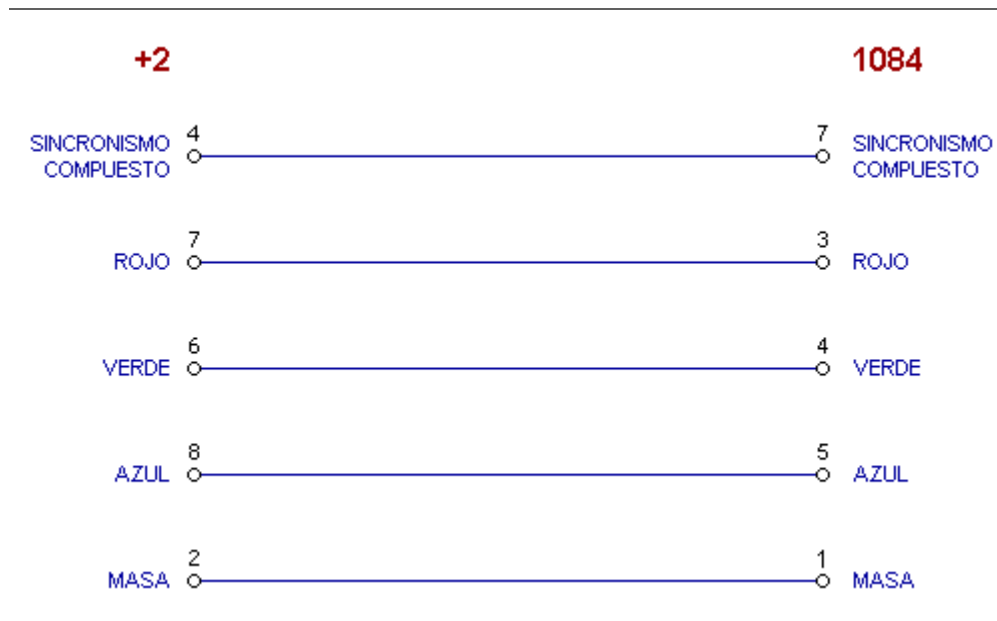 +2 1084
4 7
SINCRONISMO SINCRONISMO
COMPUESTO COMPUESTO
7 3
ROJO ROJO
6 4
VERDE VERDE
8 5
AZUL AZUL
2 1
MASA MASA